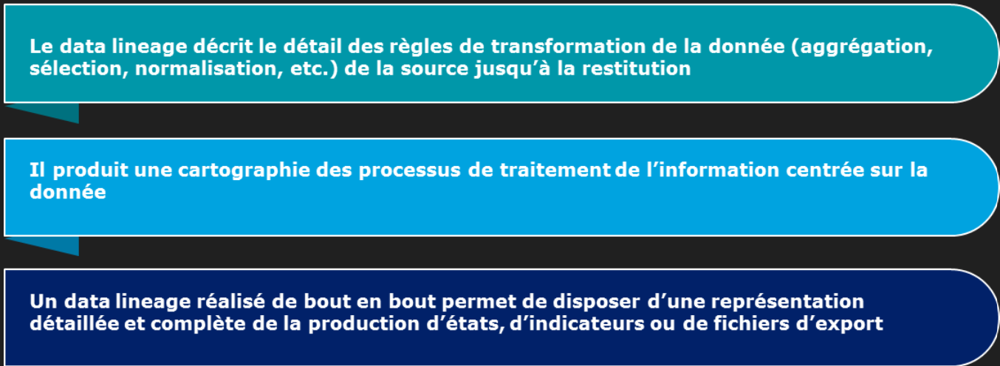 Le data lineage décrit le détail des règles de transformation de la donnée (aggrégation,
sélection, normalisation, etc.) de la source jusqu’à la restitution
Il produit une cartographie des processus de traitement de l’information centrée sur la
donnée
Un data lineage réalisé de bout en bout permet de disposer d’une représentation
détaillée et complète de la production d’états, d’indicateurs ou de fichiers d’export